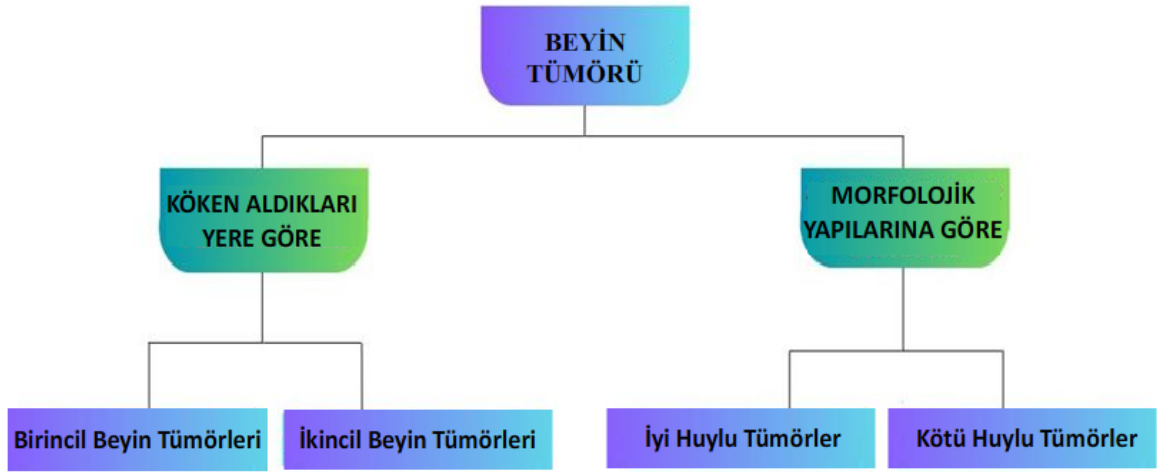 BEYİN
TÜMÖRÜ
KÖKEN ALDIKLARI
YERE GÖRE
MORFOLOJİK
YAPILARINA GÖRE
Birincil Beyin Tümörleri
İkincil Beyin Tümörleri
İyi Huylu Tümörler
Kötü Huylu Tümörler